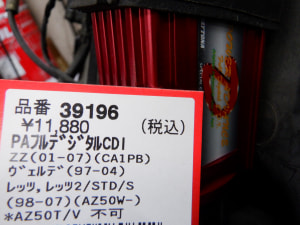 品番 39196
¥11,880 (税込)
PAフルデジタルCDI
ZZ(01-07)(CA1PB)
ヴェルデ(97-04)
レッツ,レッツ2/STD/S
(98-07)(AZ50W-)
*AZ50T/V 不可